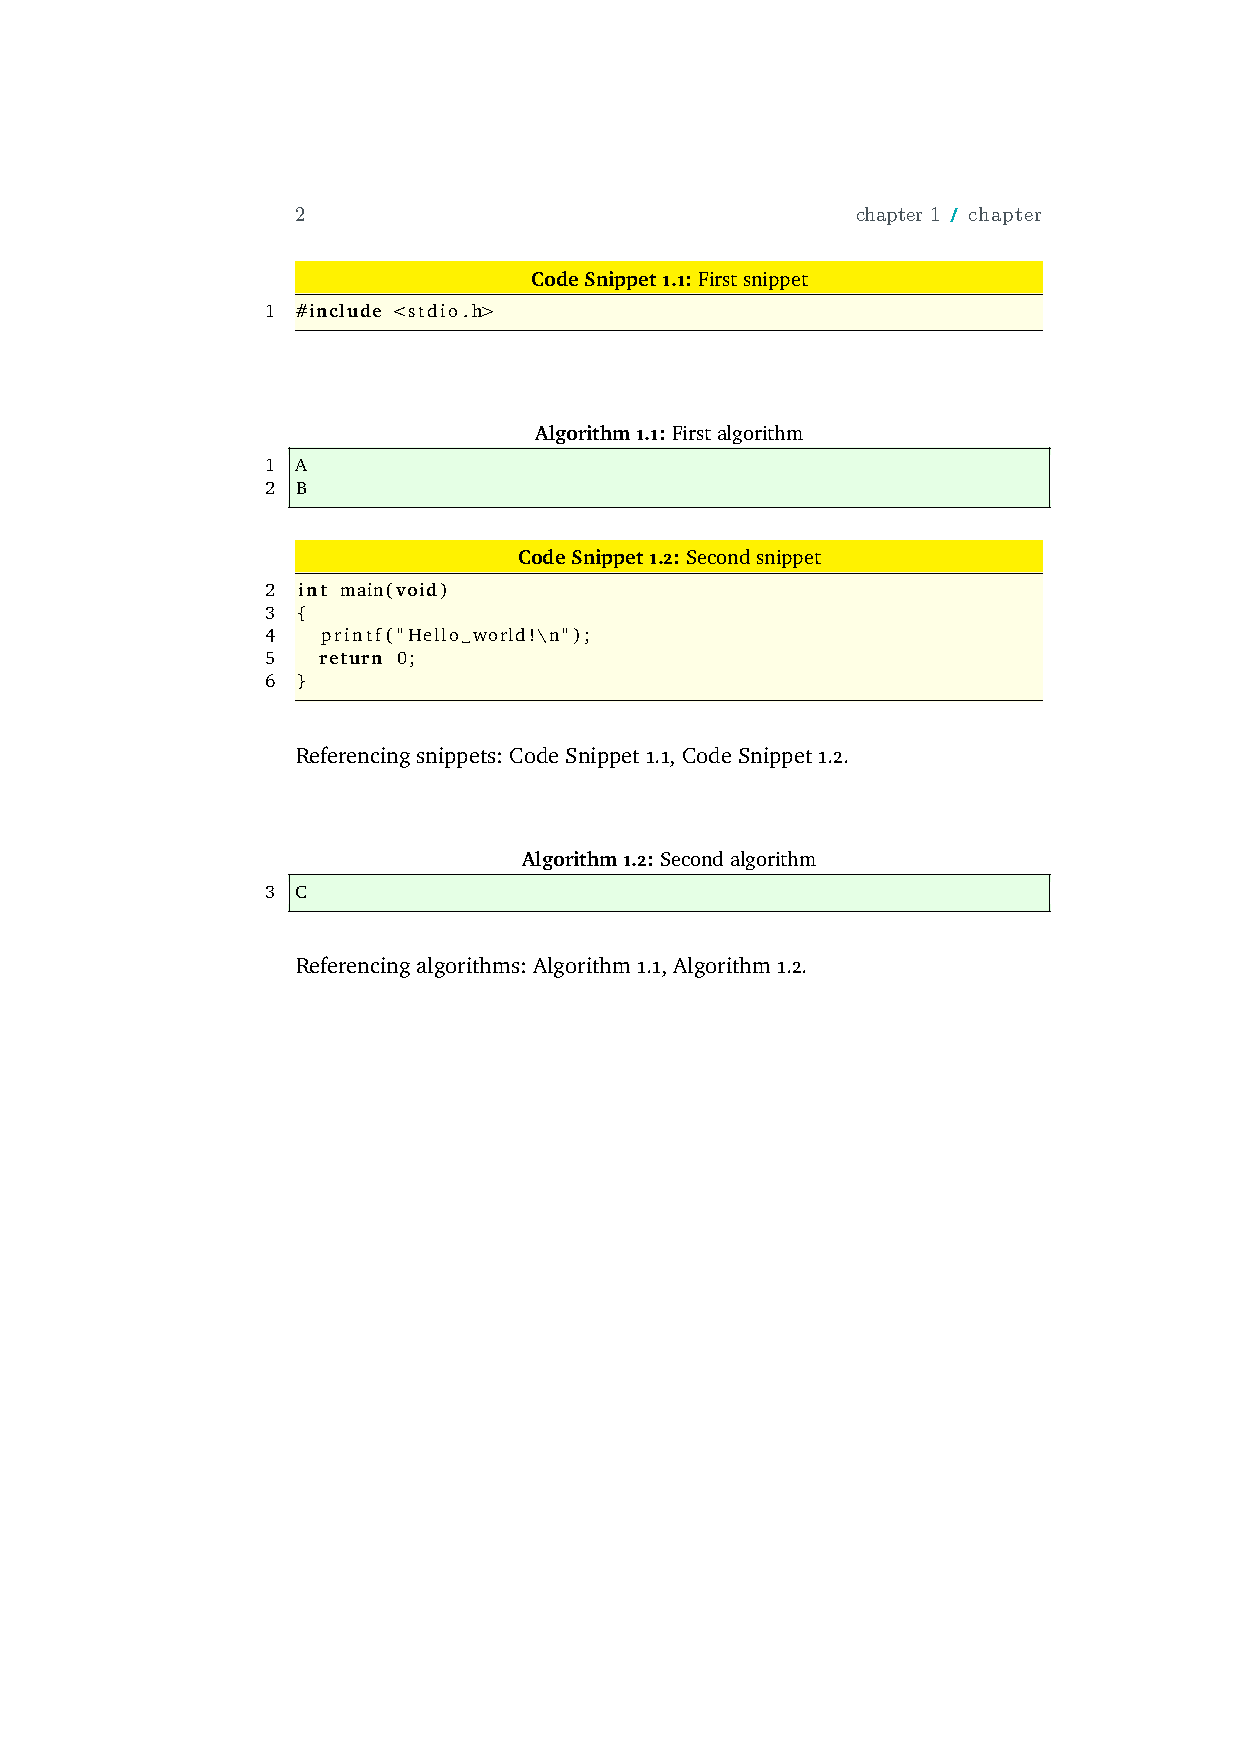 2 chapter 1 / chapter
Code Snippet 1.1: First snippet
1 #include <stdio.h>
Algorithm 1.1: First algorithm
1 A
2 B
Code Snippet 1.2: Second snippet
2 int main(void)
3 {
4   printf("Hello␣world!\n");
5   return 0;
6 }
Referencing snippets: Code Snippet 1.1, Code Snippet 1.2.
Algorithm 1.2: Second algorithm
3 C
Referencing algorithms: Algorithm 1.1, Algorithm 1.2.